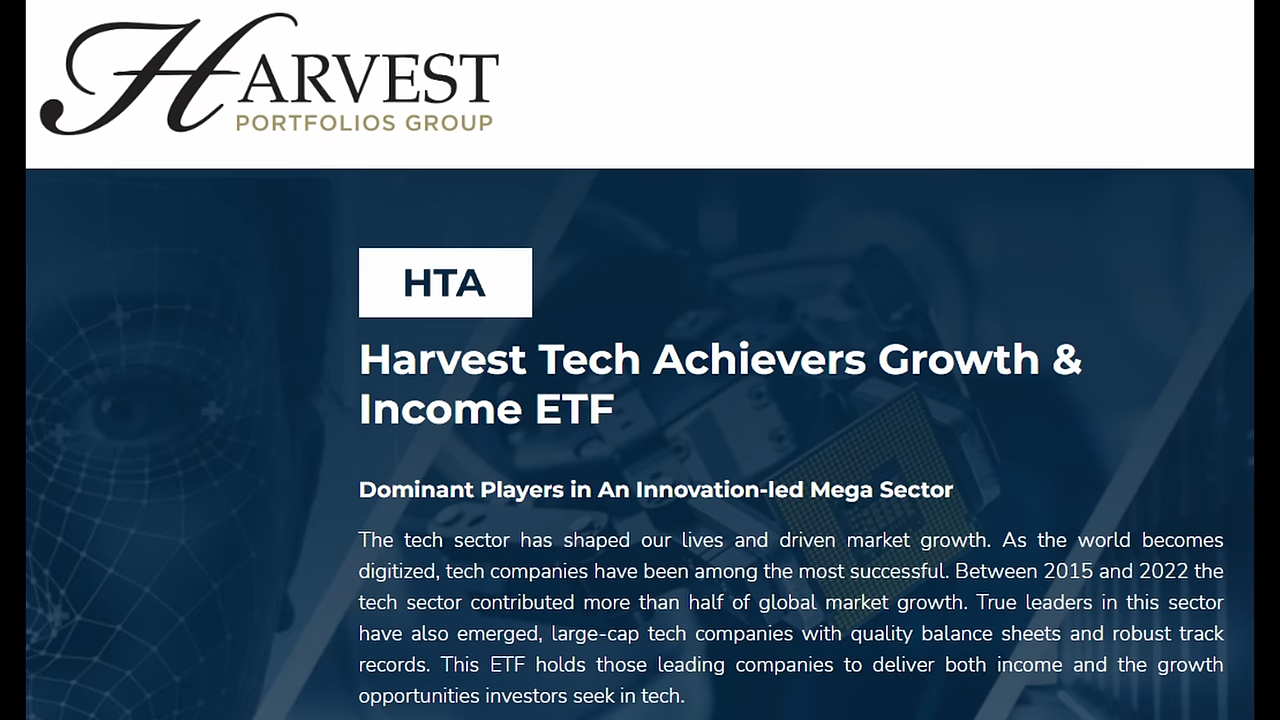 HARVEST
PORTFOLIOS GROUP
HTA
Harvest Tech Achievers Growth &
Income ETF
Dominant Players in An Innovation-led Mega Sector
The tech sector has shaped our lives and driven market growth. As the world becomes
digitized, tech companies have been among the most successful. Between 2015 and 2022 the
tech sector contributed more than half of global market growth. True leaders in this sector
have also emerged, large-cap tech companies with quality balance sheets and robust track
records. This ETF holds those leading companies to deliver both income and the growth
opportunities investors seek in tech.